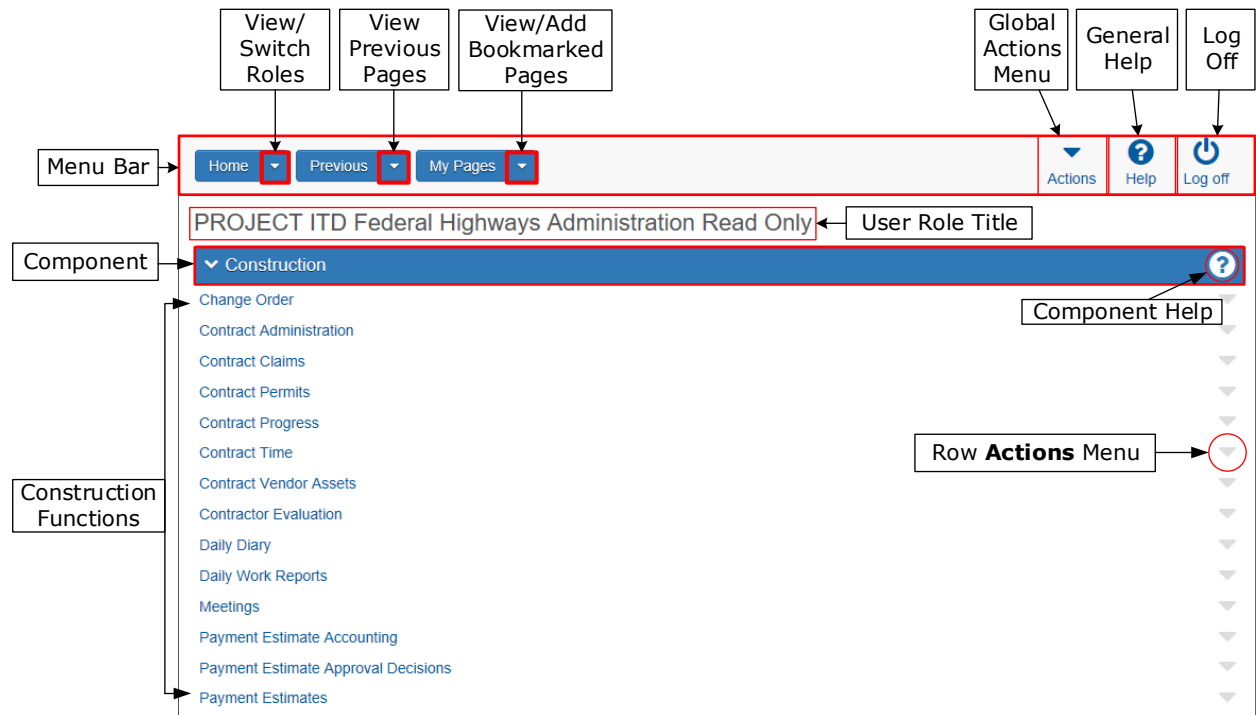 View/
Switch
Roles
View
Previous
Pages
View/Add
Bookmarked
Pages
Global
Actions
Menu
General
Help
Log
Off
Menu Bar
Home
Previous
My Pages
Actions
Help
Log off
PROJECT ITD Federal Highways Administration Read Only
User Role Title
Component
Construction
?
Component Help
Change Order
Contract Administration
Contract Claims
Contract Permits
Contract Progress
Contract Time
Row Actions Menu
Contract Vendor Assets
Construction
Functions
Contractor Evaluation
Daily Diary
Daily Work Reports
Meetings
Payment Estimate Accounting
Payment Estimate Approval Decisions
Payment Estimates